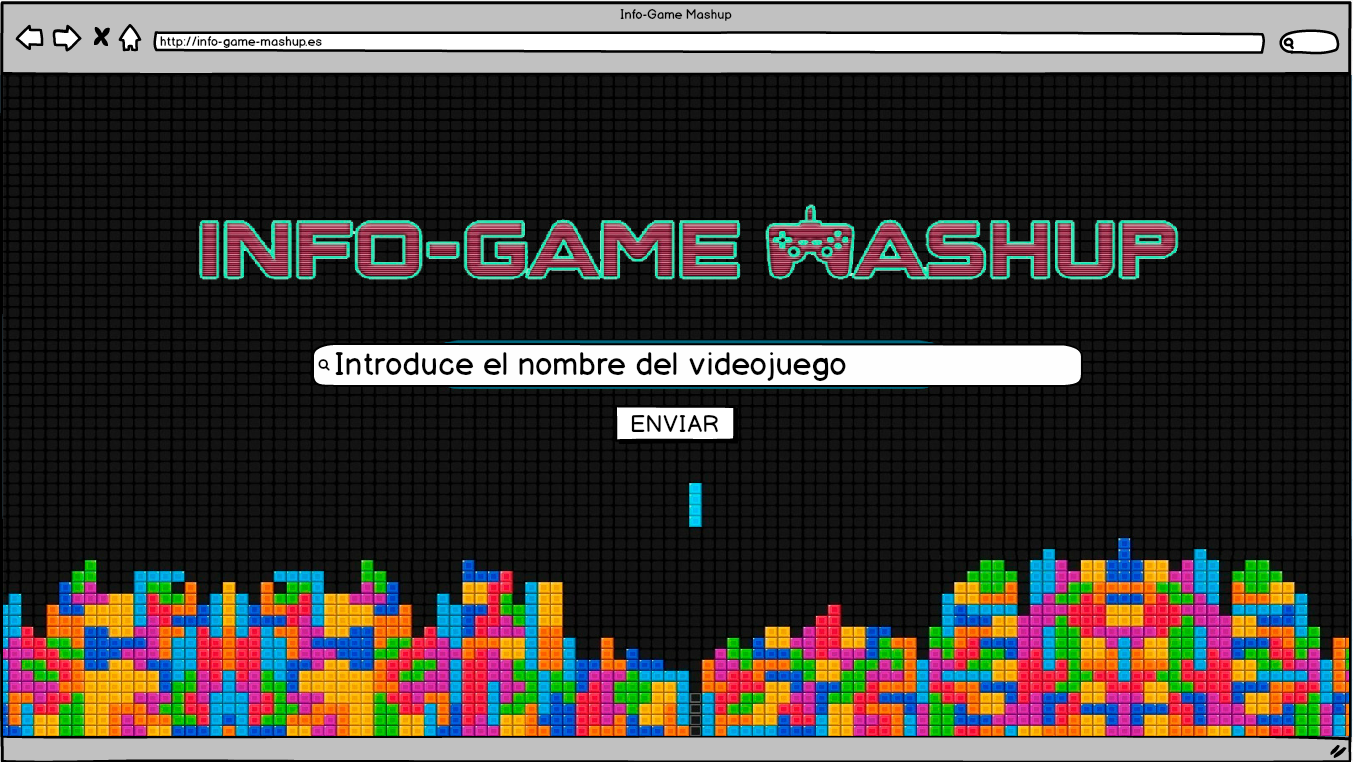 Info-Game Mashup
http://info-game-mashup.es
INFO-GAME MASHUP
Introduce el nombre del videojuego
ENVIAR